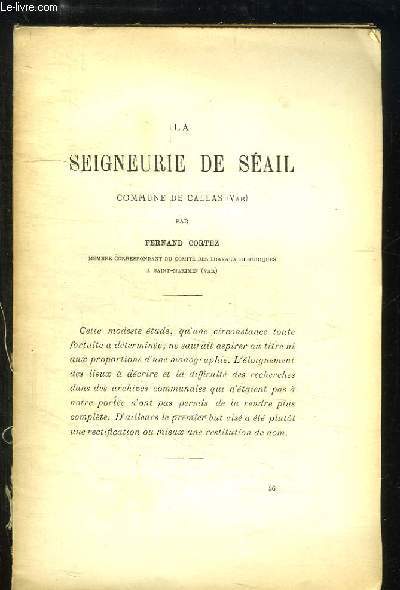 Le-livre.com
LA
SEIGNEURIE DE SÉAIL
COMMUNE DE CALLAS (VAR)
PAR
FERNAND CORTEZ
MEMBRE CORRESPONDANT DU COMITÉ DES TRAVAUX HISTORIQUES
A SAINT-MAXIMIN (VAR)
Cette modeste étude, qu'une circonstance toute
fortuite a déterminée, ne saurait aspirer au titre ni
aux proportions d'une monographie. L'éloignement
des lieux à décrire et la difficulté des recherches
dans des archives communales qui n'étaient pas à
notre portée n'ont pas permis de la rendre plus
complète. D'ailleurs le premier but visé a été plutôt
une rectification ou mieux une restitution de nom.
16